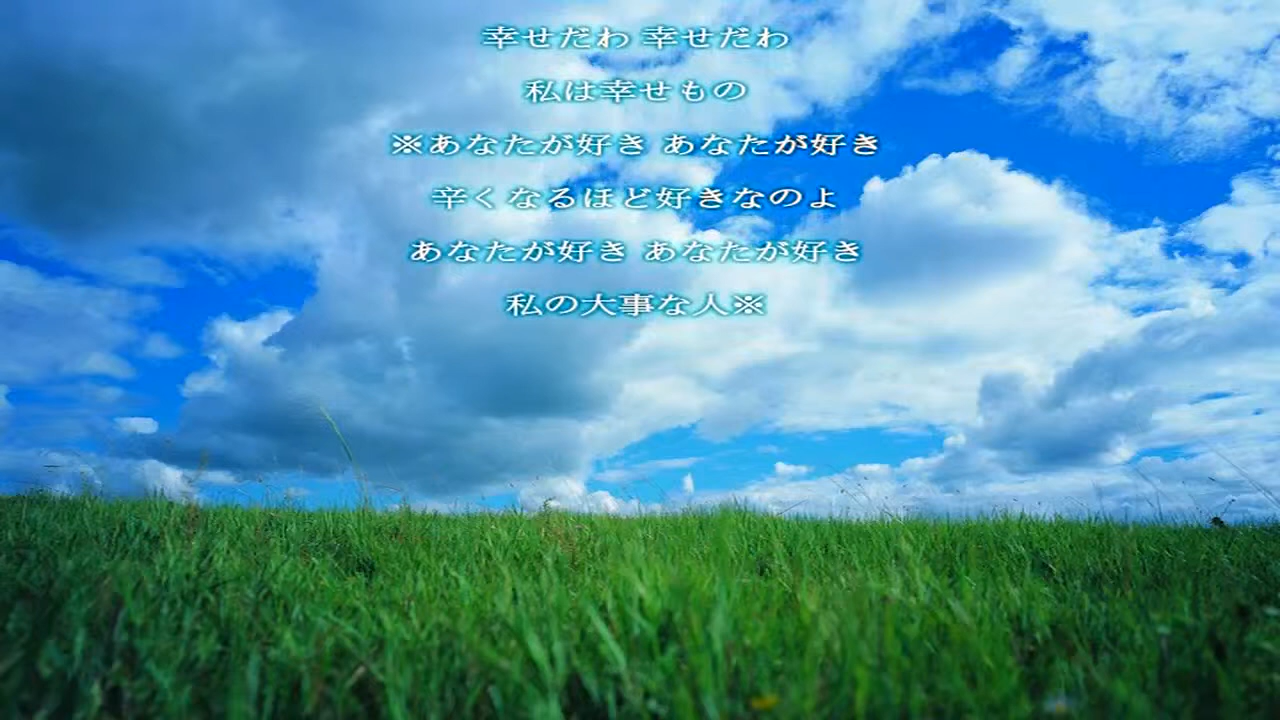 幸せだわ 幸せだわ
私は幸せもの
※あなたが好き あなたが好き
辛くなるほど好きなのよ
あなたが好き あなたが好き
私の大事な人※